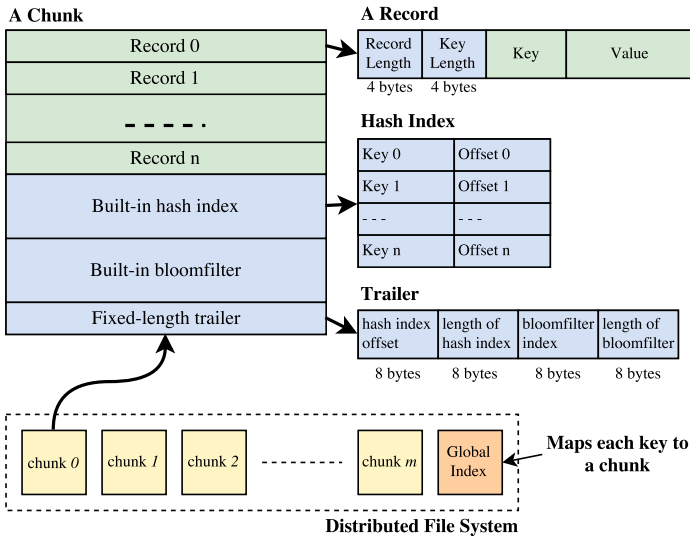 A Chunk
Record 0
Record 1
Record n
Built-in hash index
Built-in bloomfilter
Fixed-length trailer
A Record
Record Length
Key Length
Key
Value
4 bytes
4 bytes
Hash Index
Key 0
Offset 0
Key 1
Offset 1
- - -
- - -
Key n
Offset n
Trailer
hash index
offset
length of
hash index
bloomfilter
index
length of
bloomfilter
8 bytes
8 bytes
8 bytes
8 bytes
chunk 0
chunk 1
chunk 2
chunk m
Global
Index
Maps each key to
a chunk
Distributed File System